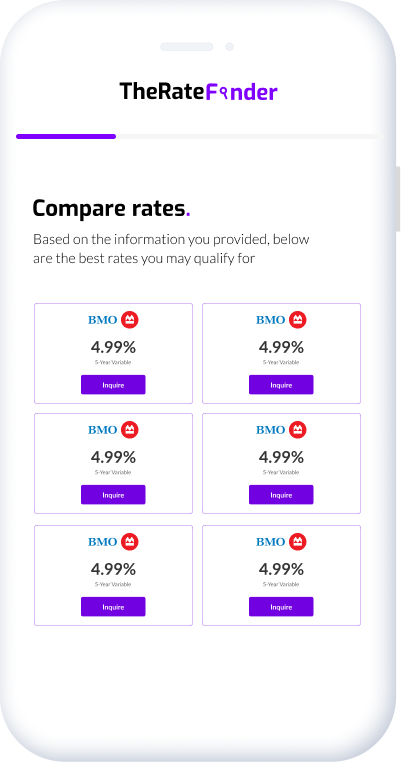 TheRateFinder
Compare rates.
Based on the information you provided, below
are the best rates you may qualify for
BMO BMO
4.99% 4.99%
5-Year Variable 5-Year Variable
Inquire Inquire
BMO BMO
4.99% 4.99%
5-Year Variable 5-Year Variable
Inquire Inquire
BMO BMO
4.99% 4.99%
5-Year Variable 5-Year Variable
Inquire Inquire